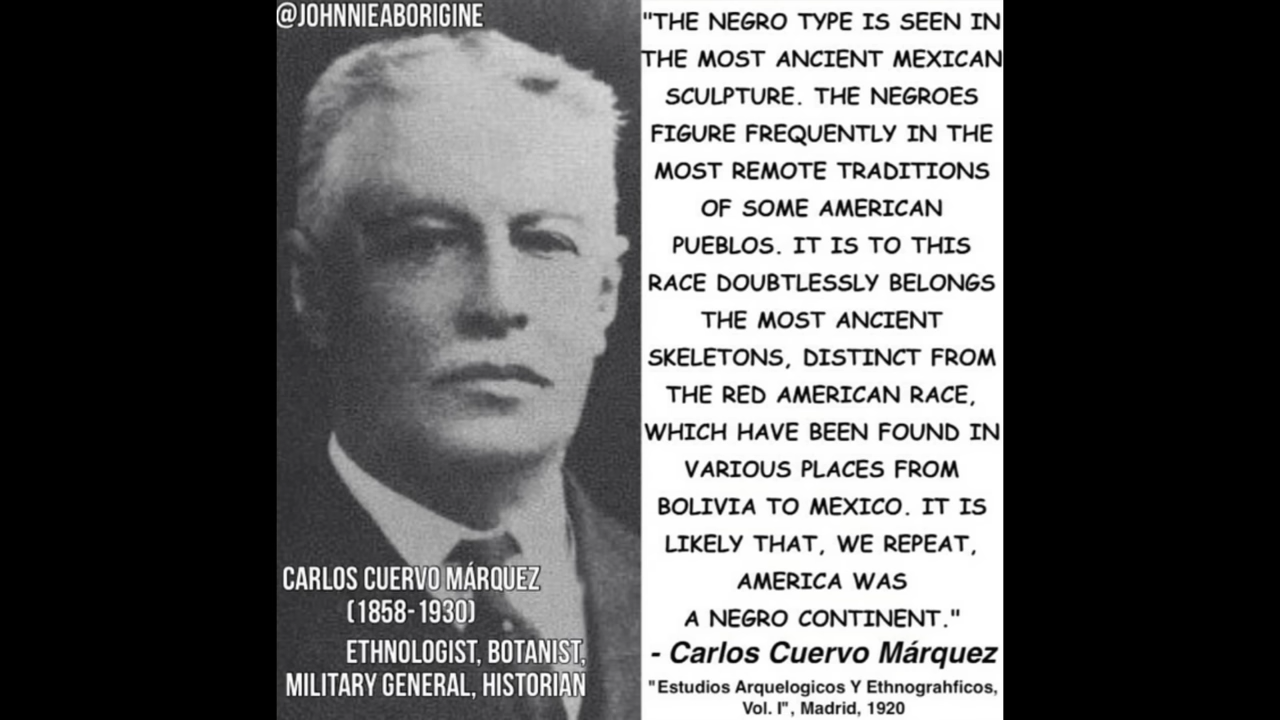 @JOHNNIEABORIGINE
CARLOS CUERVO MÁRQUEZ
(1858-1930)
ETHNOLOGIST, BOTANIST,
MILITARY GENERAL, HISTORIAN
"THE NEGRO TYPE IS SEEN IN
THE MOST ANCIENT MEXICAN
SCULPTURE. THE NEGROES
FIGURE FREQUENTLY IN THE
MOST REMOTE TRADITIONS
OF SOME AMERICAN
PUEBLOS. IT IS TO THIS
RACE DOUBTLESSLY BELONGS
THE MOST ANCIENT
SKELETONS, DISTINCT FROM
THE RED AMERICAN RACE,
WHICH HAVE BEEN FOUND IN
VARIOUS PLACES FROM
BOLIVIA TO MEXICO. IT IS
LIKELY THAT, WE REPEAT,
AMERICA WAS
A NEGRO CONTINENT."
- Carlos Cuervo Márquez
"Estudios Arquelogicos Y Ethnograhficos,
Vol. I", Madrid, 1920